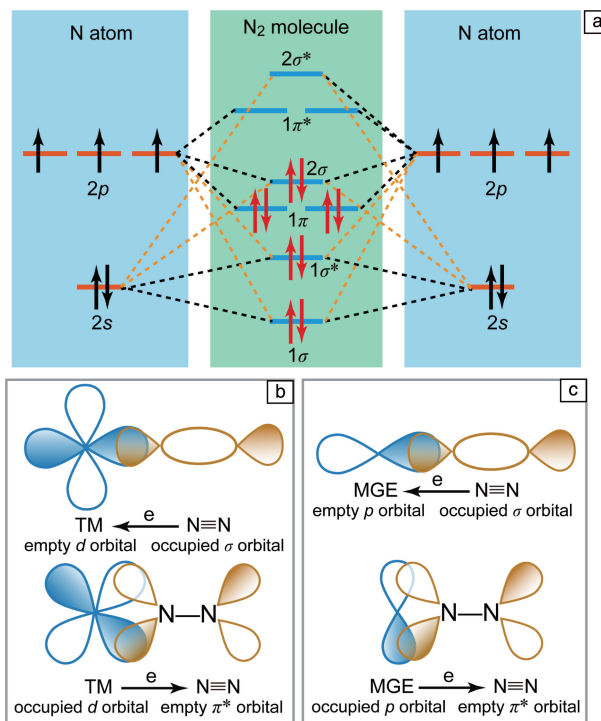 a
N atom
N₂ molecule
N atom
2σ*
1π*
2p
2σ
2p
1π
1σ*
2s
2s
1σ
b
e
TM
N≡N
empty d orbital
occupied σ orbital
N—N
e
TM
N≡N
occupied d orbital
empty π* orbital
c
e
MGE
N≡N
empty p orbital
occupied σ orbital
N—N
e
MGE
N≡N
occupied p orbital
empty π* orbital